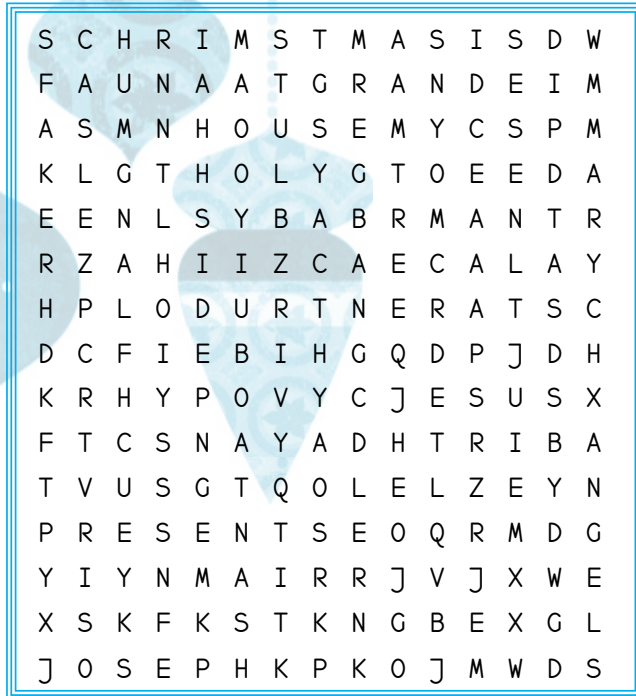 S C H R I M S T M A S I S D W
F A U N A A T G R A N D E I M
A S M N H O U S E M Y C S P M
K L G T H O L Y G T O E E D A
E E N L S Y B A B R M A N T R
R Z A H I I Z C A E C A L A Y
H P L O D U R T N E R A T S C
D C F I E B I H G Q D P J D H
K R H Y P O V Y C J E S U S X
F T C S N A Y A D H T R I B A
T V U S G T Q O L E L Z E Y N
P R E S E N T S E O Q R M D G
Y I Y N M A I R R J V J X W E
X S K F K S T K N G B E X G L
J O S E P H K P K O J M W D S